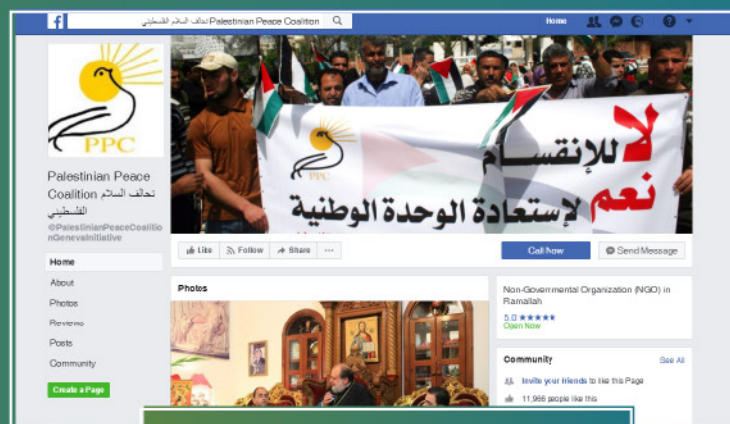 Palestinian Peace Coalition تحالف السلام الفلسطيني
Home
PPC
Palestinian Peace
Coalition تحالف السلام
الفلسطيني
@PalestinianPeaceCoalitio
nGenevaInitiative
Home
About
Photos
Reviews
Posts
Community
Create a Page
PPC
لا للإنقسام
نعم لإستعادة الوحدة الوطنية
Like
Follow
Share
Call Now
Send Message
Photos
Non-Governmental Organization (NGO) in
Ramallah
5.0 ★★★★★
Open Now
Community
See All
Invite your friends to like this Page
11,966 people like this